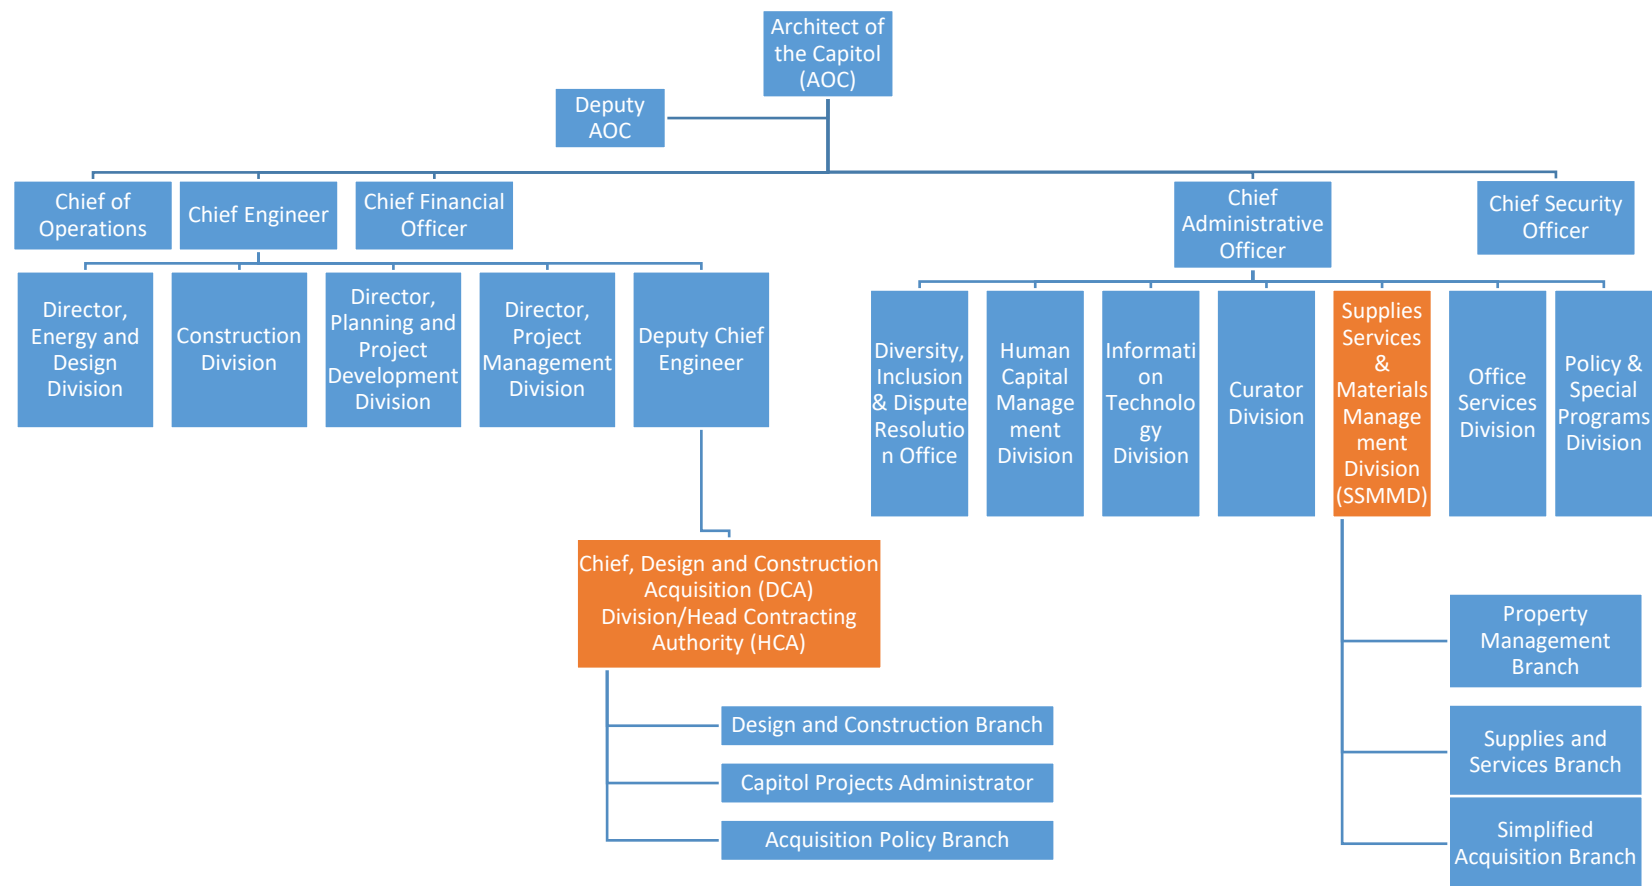 Architect of
the Capitol
(AOC)
Deputy
AOC
Chief of
Operations
Chief Engineer
Chief Financial
Officer
Chief
Administrative
Officer
Chief Security
Officer
Director,
Energy and
Design
Division
Construction
Division
Director,
Planning and
Project
Development
Division
Director,
Project
Management
Division
Deputy Chief
Engineer
Diversity,
Inclusion
& Dispute
Resolutio
n Office
Human
Capital
Manage
ment
Division
Informati
on
Technolo
gy
Division
Curator
Division
Supplies
Services
&
Materials
Manage
ment
Division
(SSMMD)
Office
Services
Division
Policy &
Special
Programs
Division
Chief, Design and Construction
Acquisition (DCA)
Division/Head Contracting
Authority (HCA)
Design and Construction Branch
Capitol Projects Administrator
Acquisition Policy Branch
Property
Management
Branch
Supplies and
Services Branch
Simplified
Acquisition Branch